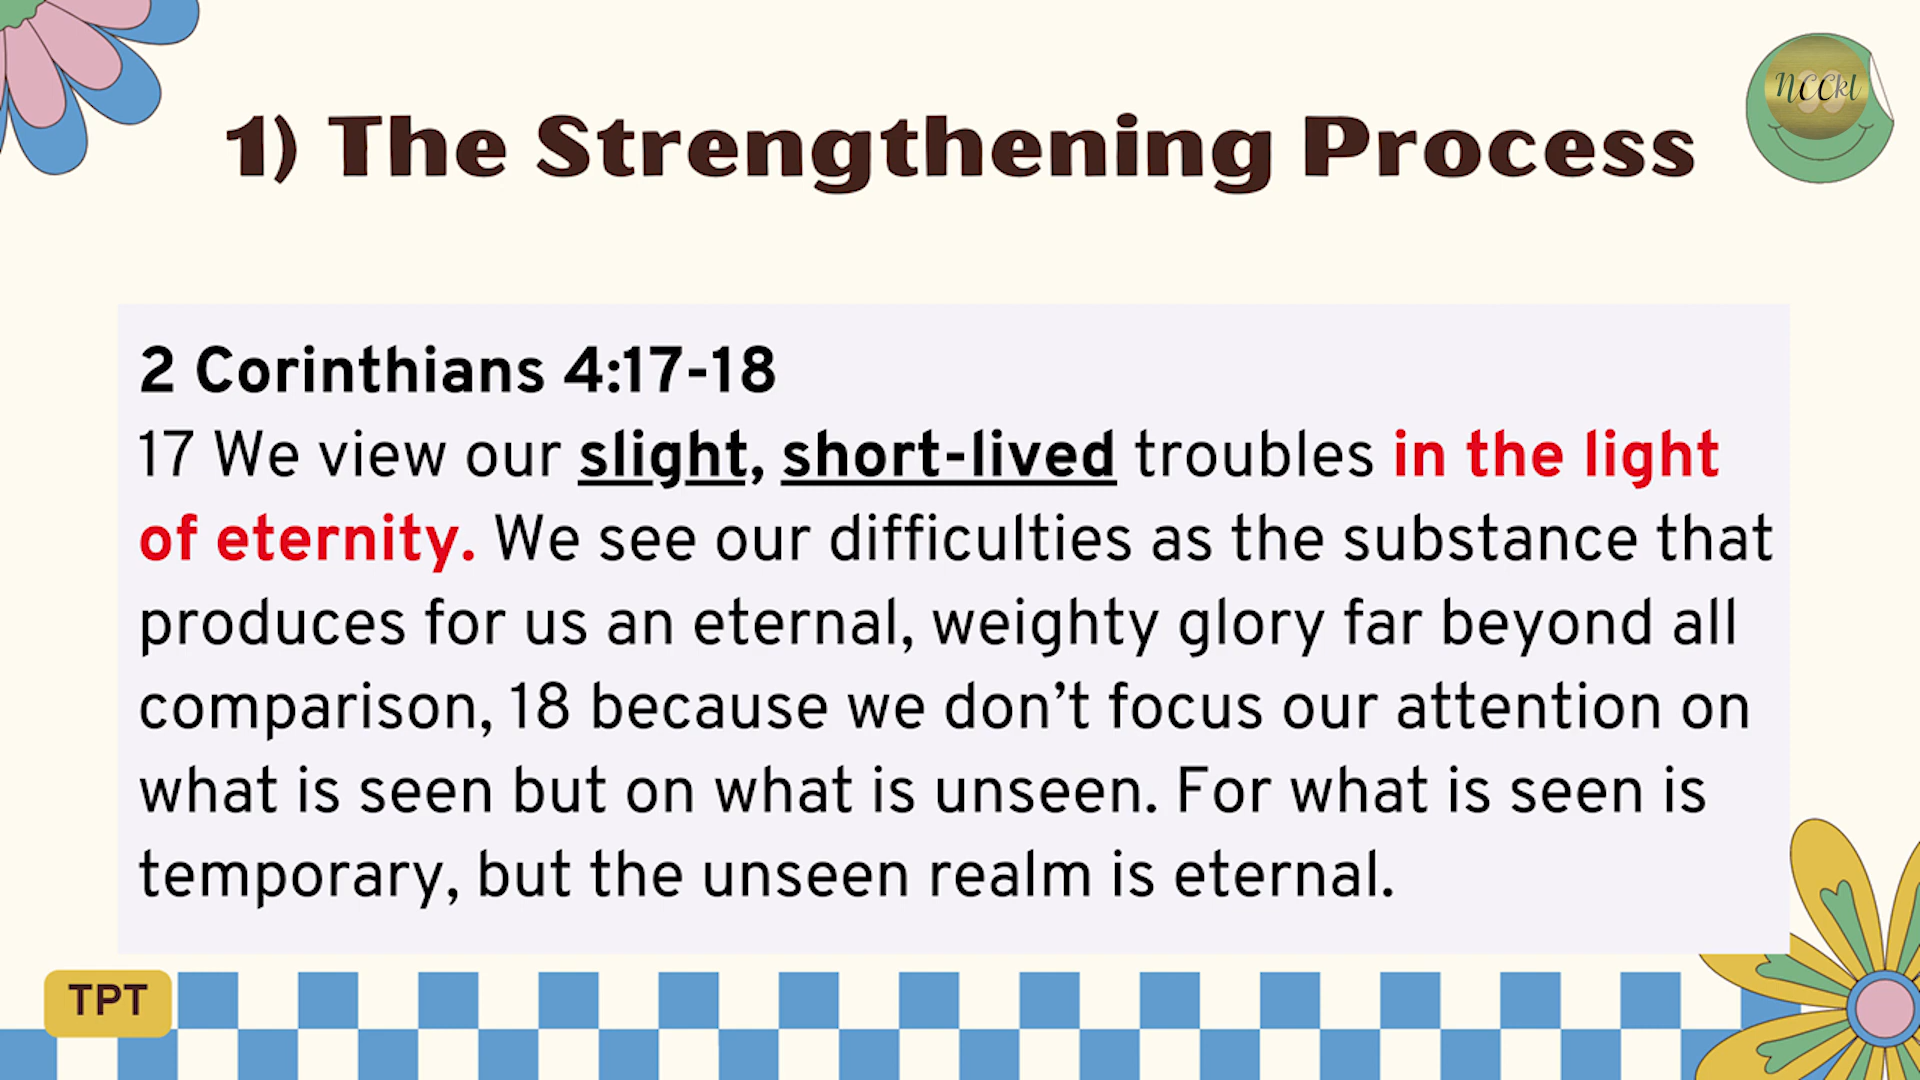 NCCkl
1) The Strengthening Process
2 Corinthians 4:17-18
17 We view our slight, short-lived troubles in the light
of eternity. We see our difficulties as the substance that
produces for us an eternal, weighty glory far beyond all
comparison, 18 because we don’t focus our attention on
what is seen but on what is unseen. For what is seen is
temporary, but the unseen realm is eternal.
TPT